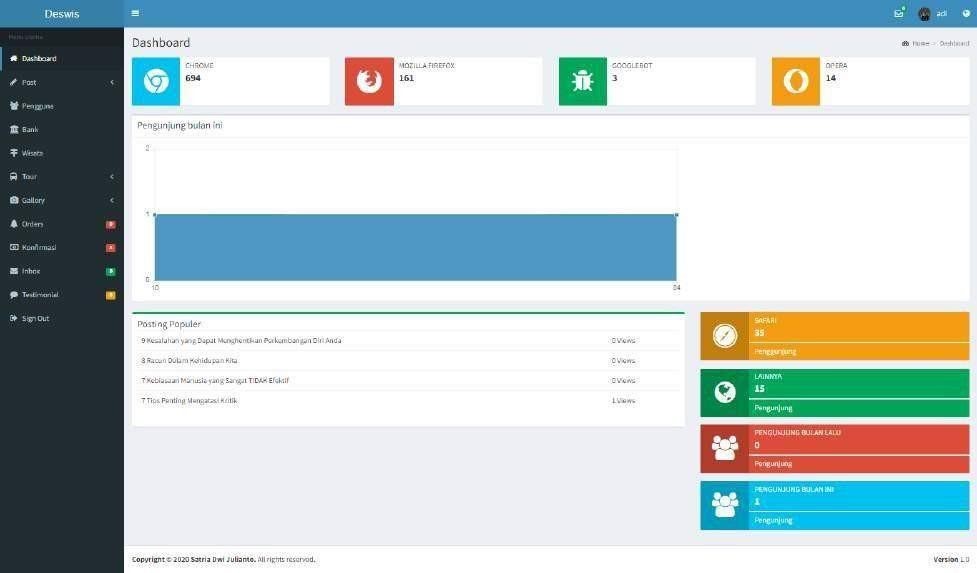 Deswis
adi
Menu Utama
Dashboard
Post
Pengguna
Bank
Wisata
Tour
Gallery
Orders
Konfirmasi
Inbox
Testimonial
Sign Out
Dashboard
Home > Dashboard
CHROME
694
MOZILLA FIREFOX
161
GOOGLEBOT
3
OPERA
14
Pengunjung bulan ini
2
1
0
10
04
Posting Populer
9 Kesalahan yang Dapat Menghentikan Perkembangan Diri Anda 0 Views
8 Racun Dalam Kehidupan Kita 0 Views
7 Kebiasaan Manusia yang Sangat TIDAK Efektif 0 Views
7 Tips Penting Mengatasi Kritik 1 Views
SAFARI
35
Penggunjung
LAINNYA
15
Pengunjung
PENGUNJUNG BULAN LALU
0
Pengunjung
PENGUNJUNG BULAN INI
1
Pengunjung
Copyright © 2020 Satria Dwi Julianto. All rights reserved.
Version 1.0